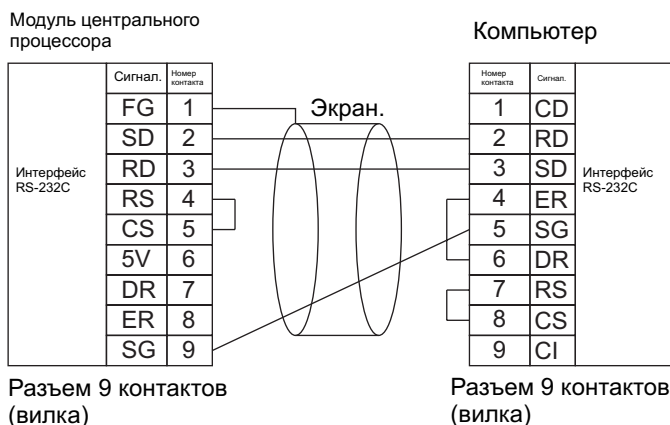 Модуль центрального
процессора
Компьютер
Сигнал. Номер контакта
FG 1
SD 2
RD 3
RS 4
CS 5
5V 6
DR 7
ER 8
SG 9
Интерфейс
RS-232C
Экран.
Номер контакта Сигнал.
1 CD
2 RD
3 SD
4 ER
5 SG
6 DR
7 RS
8 CS
9 CI
Интерфейс
RS-232C
Разъем 9 контактов
(вилка)
Разъем 9 контактов
(вилка)